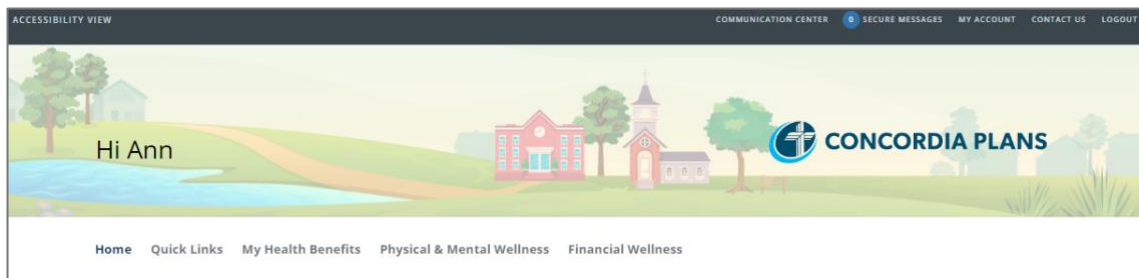 ACCESSIBILITY VIEW COMMUNICATION CENTER 0 SECURE MESSAGES MY ACCOUNT CONTACT US LOGOUT
Hi Ann
CONCORDIA PLANS
Home Quick Links My Health Benefits Physical & Mental Wellness Financial Wellness